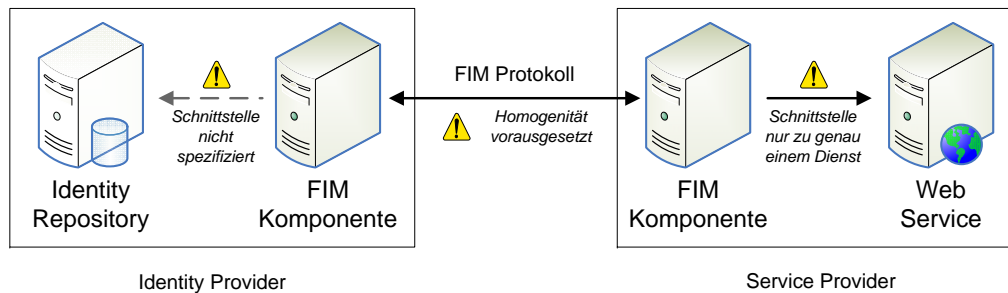 FIM Protokoll
Schnittstelle
nicht
spezifiziert
Homogenität
vorausgesetzt
Schnittstelle
nur zu genau
einem Dienst
Identity
Repository
FIM
Komponente
FIM
Komponente
Web
Service
Identity Provider
Service Provider